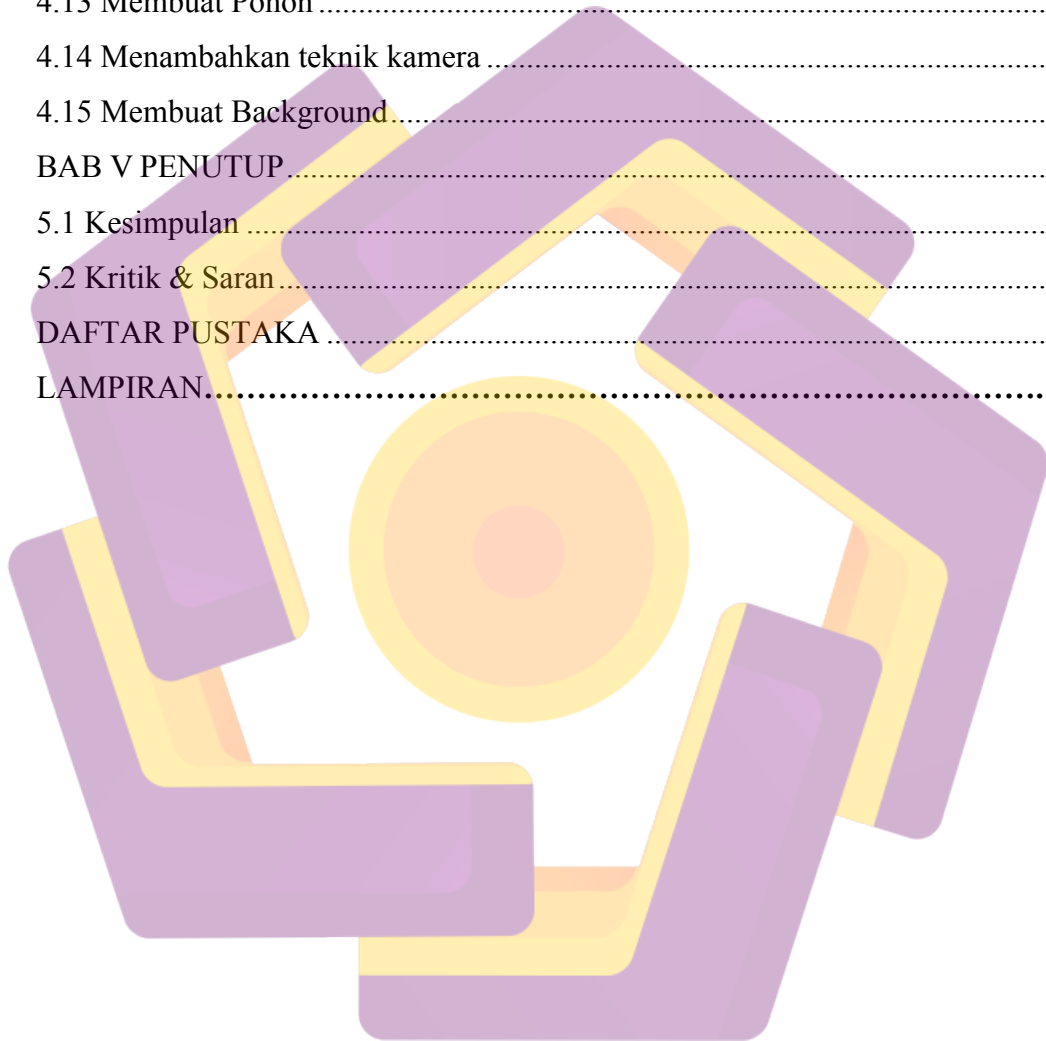 4.13 Membuat Pohon ........................................................................................
4.14 Menambahkan teknik kamera ......................................................................
4.15 Membuat Background..................................................................................
BAB V PENUTUP...............................................................................................
5.1 Kesimpulan ....................................................................................................
5.2 Kritik & Saran................................................................................................
DAFTAR PUSTAKA ..........................................................................................
LAMPIRAN..........................................................................................